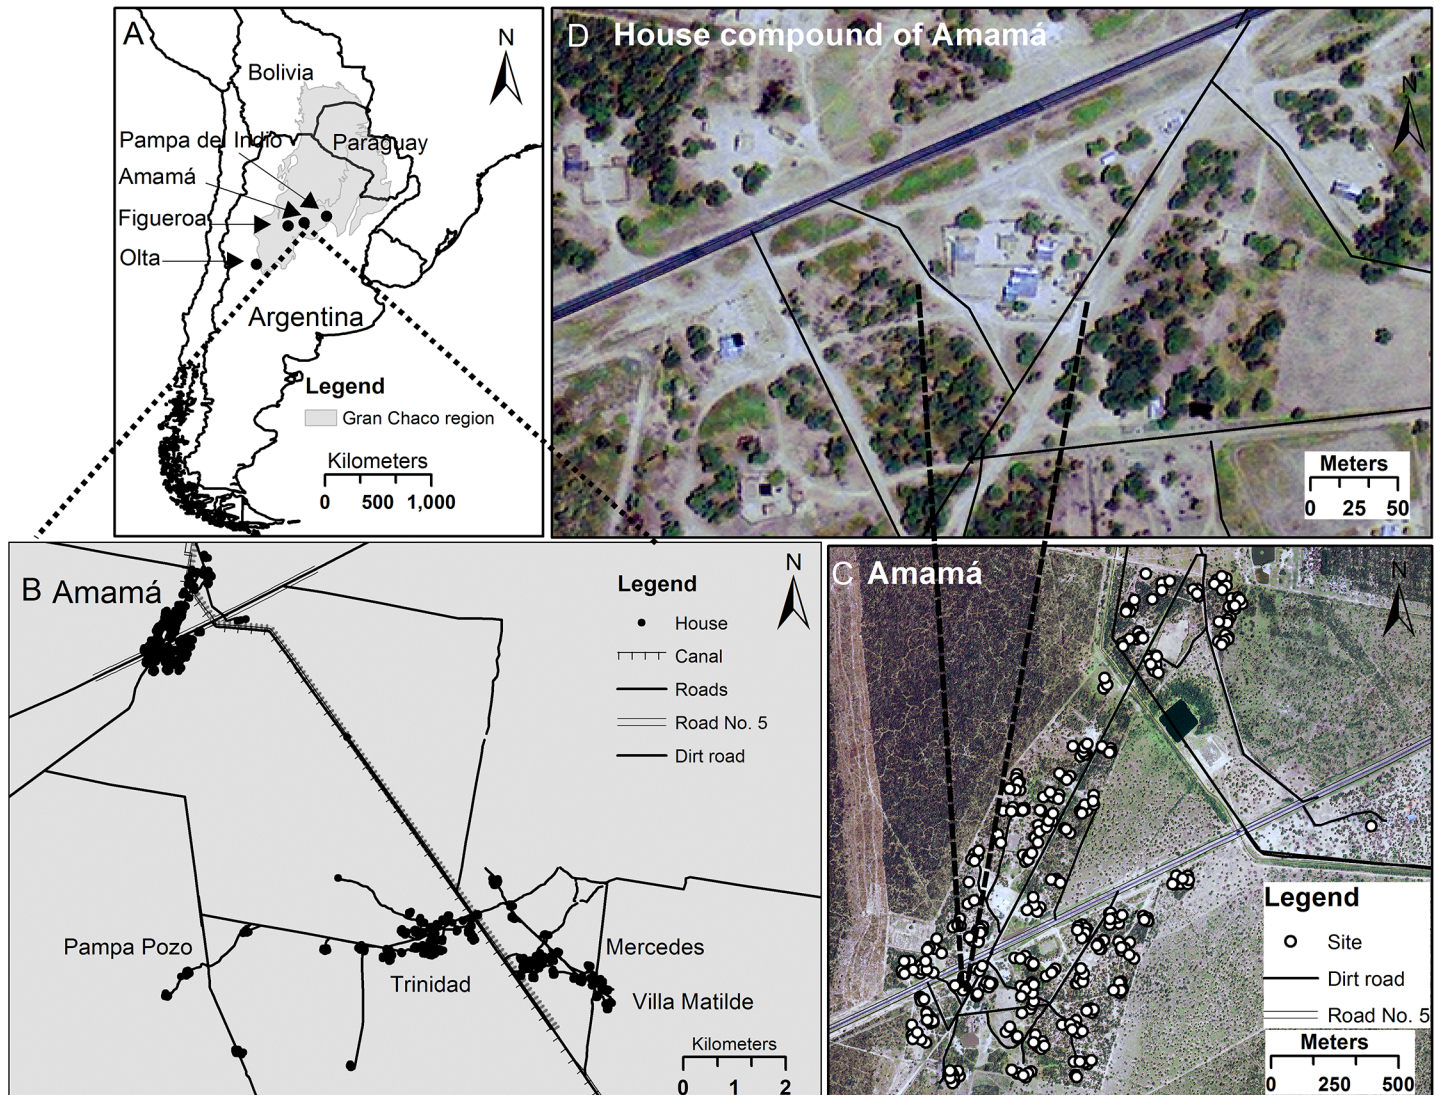 A
N
Bolivia
Pampa del Indio
Paraguay
Amamá
Figueroa
Olta
Argentina
Legend
Gran Chaco region
Kilometers
0 500 1,000
D House compound of Amamá
N
Meters
0 25 50
B Amamá
N
Legend
House
Canal
Roads
Road No. 5
Dirt road
Pampa Pozo
Mercedes
Trinidad
Villa Matilde
Kilometers
0 1 2
C Amamá
N
Legend
Site
Dirt road
Road No. 5
Meters
0 250 500